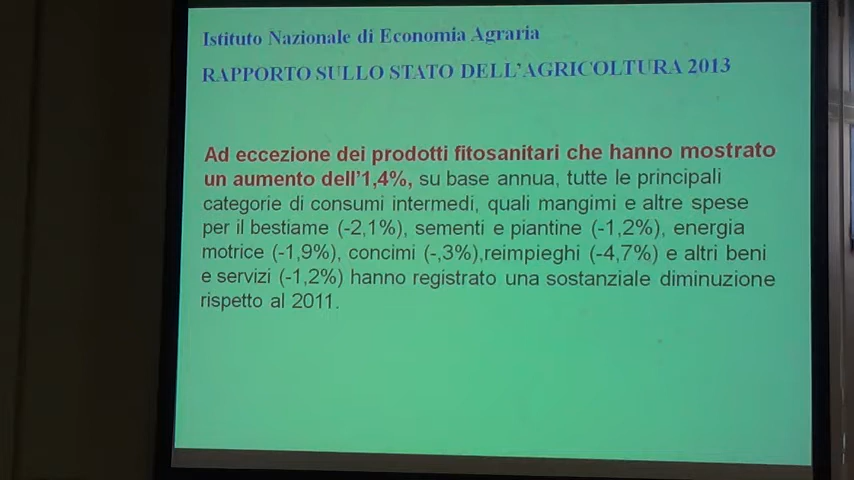 Istituto Nazionale di Economia Agraria
RAPPORTO SULLO STATO DELL'AGRICOLTURA 2013
Ad eccezione dei prodotti fitosanitari che hanno mostrato
un aumento dell'1,4%, su base annua, tutte le principali
categorie di consumi intermedi, quali mangimi e altre spese
per il bestiame (-2,1%), sementi e piantine (-1,2%), energia
motrice (-1,9%), concimi (-,3%),reimpieghi (-4,7%) e altri beni
e servizi (-1,2%) hanno registrato una sostanziale diminuzione
rispetto al 2011.